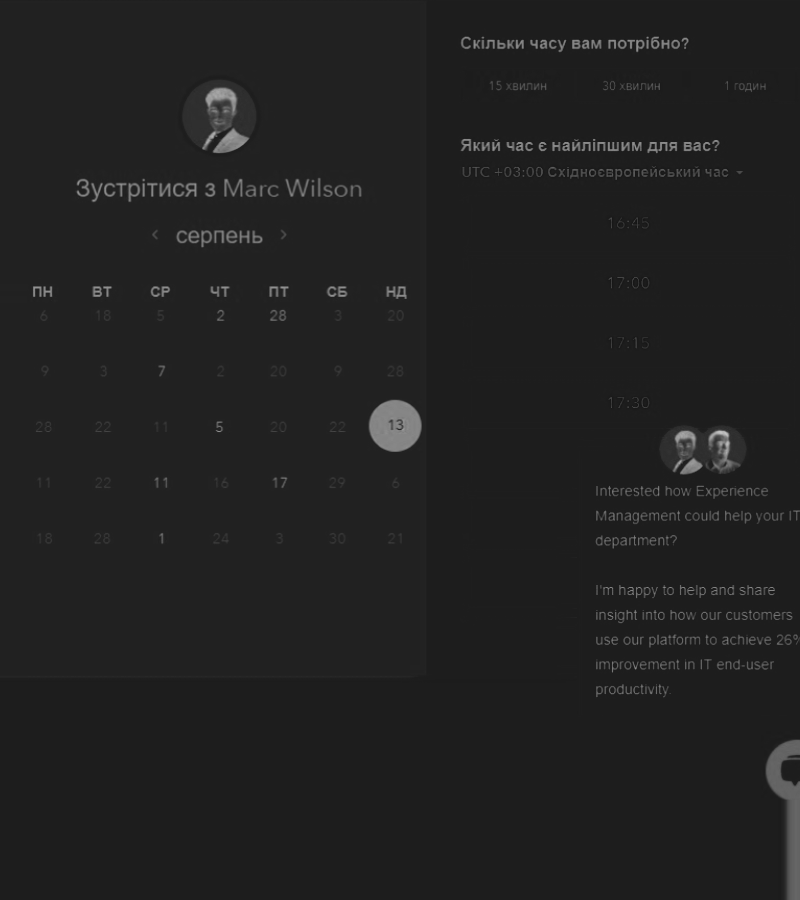 Зустрітися з Marc Wilson
серпень
ПН ВТ СР ЧТ ПТ СБ НД
6 18 5 2 28 3 20
9 3 7 2 20 9 28
28 22 11 5 20 22 13
11 22 11 16 17 29 6
18 28 1 24 3 30 21
Скільки часу вам потрібно?
15 хвилин 30 хвилин 1 годин
Який час є найліпшим для вас?
UTC +03:00 Східноєвропейський час
16:45
17:00
17:15
17:30
Interested how Experience
Management could help your IT
department?
I'm happy to help and share
insight into how our customers
use our platform to achieve 26%
improvement in IT end-user
productivity.